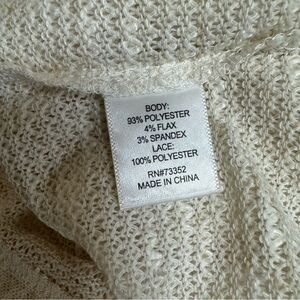 BODY:
93% POLYESTER
4% FLAX
3% SPANDEX
LACE:
100% POLYESTER
RN#73352
MADE IN CHINA